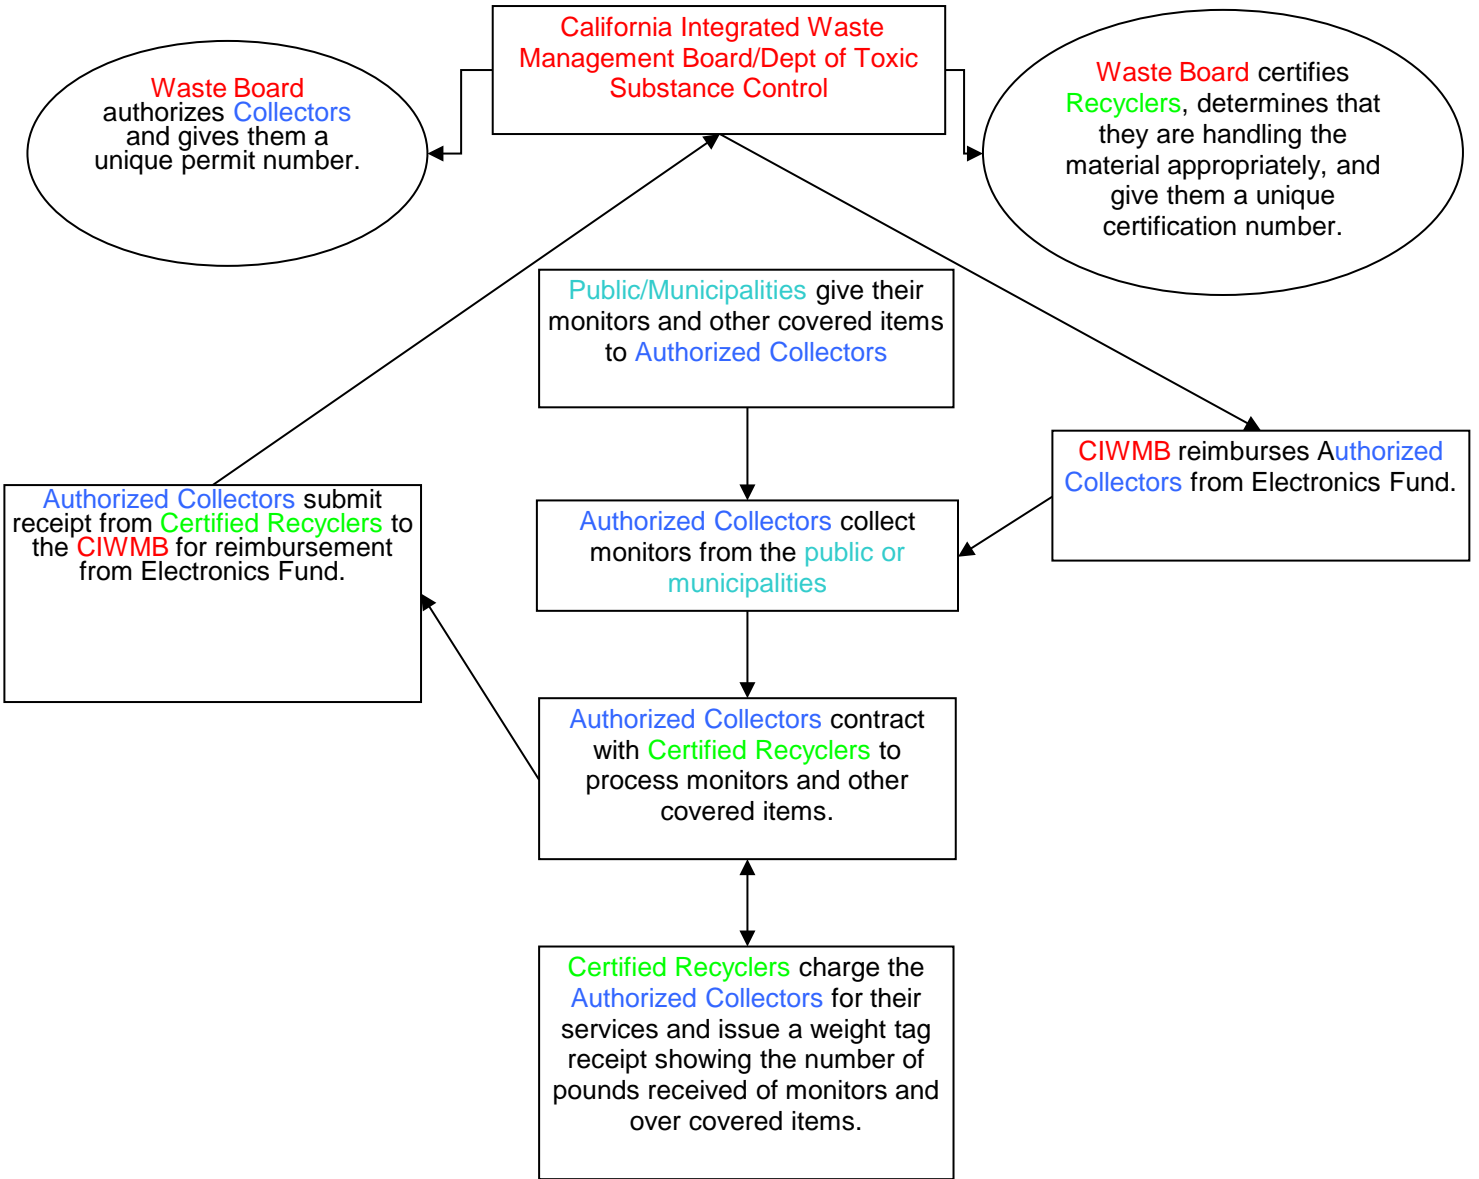 California Integrated Waste
Management Board/Dept of Toxic
Substance Control
Waste Board
authorizes Collectors
and gives them a
unique permit number.
Waste Board certifies
Recyclers, determines that
they are handling the
material appropriately, and
give them a unique
certification number.
Public/Municipalities give their
monitors and other covered items
to Authorized Collectors
CIWMB reimburses Authorized
Collectors from Electronics Fund.
Authorized Collectors submit
receipt from Certified Recyclers to
the CIWMB for reimbursement
from Electronics Fund.
Authorized Collectors collect
monitors from the public or
municipalities
Authorized Collectors contract
with Certified Recyclers to
process monitors and other
covered items.
Certified Recyclers charge the
Authorized Collectors for their
services and issue a weight tag
receipt showing the number of
pounds received of monitors and
over covered items.